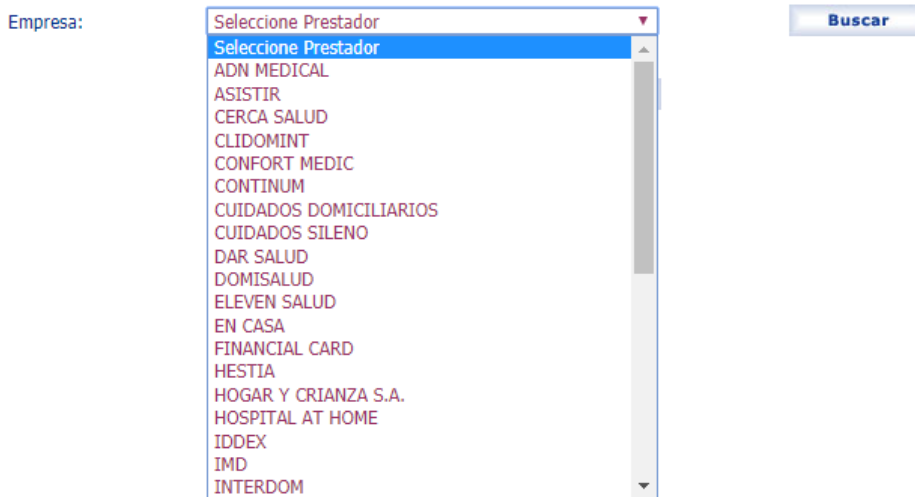 Empresa:
Seleccione Prestador
Buscar
Seleccione Prestador
ADN MEDICAL
ASISTIR
CERCA SALUD
CLIDOMINT
CONFORT MEDIC
CONTINUM
CUIDADOS DOMICILIARIOS
CUIDADOS SILENO
DAR SALUD
DOMISALUD
ELEVEN SALUD
EN CASA
FINANCIAL CARD
HESTIA
HOGAR Y CRIANZA S.A.
HOSPITAL AT HOME
IDDEX
IMD
INTERDOM